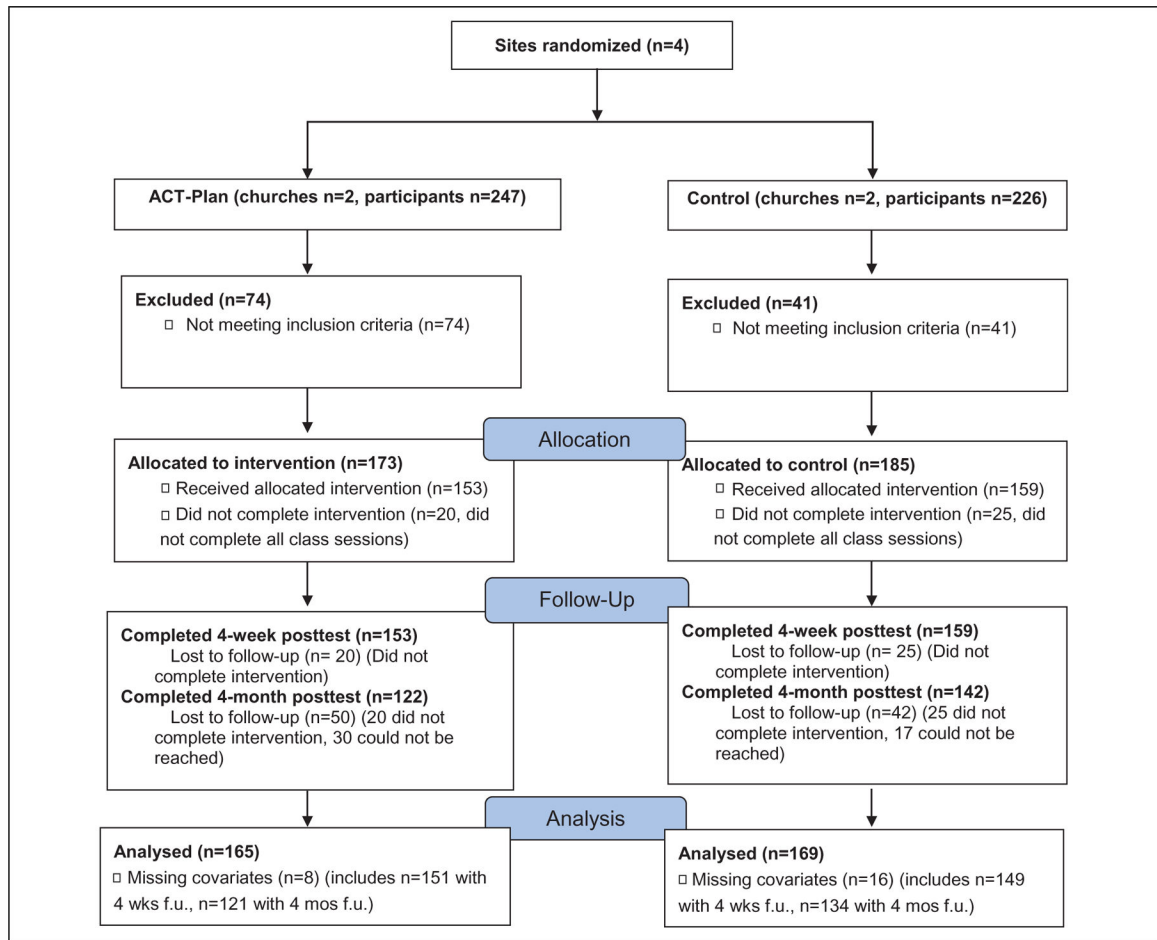 Sites randomized (n=4)
ACT-Plan (churches n=2, participants n=247)
Control (churches n=2, participants n=226)
Excluded (n=74)
▯ Not meeting inclusion criteria (n=74)
Excluded (n=41)
▯ Not meeting inclusion criteria (n=41)
Allocation
Allocated to intervention (n=173)
▯ Received allocated intervention (n=153)
▯ Did not complete intervention (n=20, did
not complete all class sessions)
Allocated to control (n=185)
▯ Received allocated intervention (n=159)
▯ Did not complete intervention (n=25, did
not complete all class sessions)
Follow-Up
Completed 4-week posttest (n=153)
Lost to follow-up (n= 20) (Did not
complete intervention)
Completed 4-month posttest (n=122)
Lost to follow-up (n=50) (20 did not
complete intervention, 30 could not be
reached)
Completed 4-week posttest (n=159)
Lost to follow-up (n= 25) (Did not
complete intervention)
Completed 4-month posttest (n=142)
Lost to follow-up (n=42) (25 did not
complete intervention, 17 could not be
reached)
Analysis
Analysed (n=165)
▯ Missing covariates (n=8) (includes n=151 with
4 wks f.u., n=121 with 4 mos f.u.)
Analysed (n=169)
▯ Missing covariates (n=16) (includes n=149
with 4 wks f.u., n=134 with 4 mos f.u.)